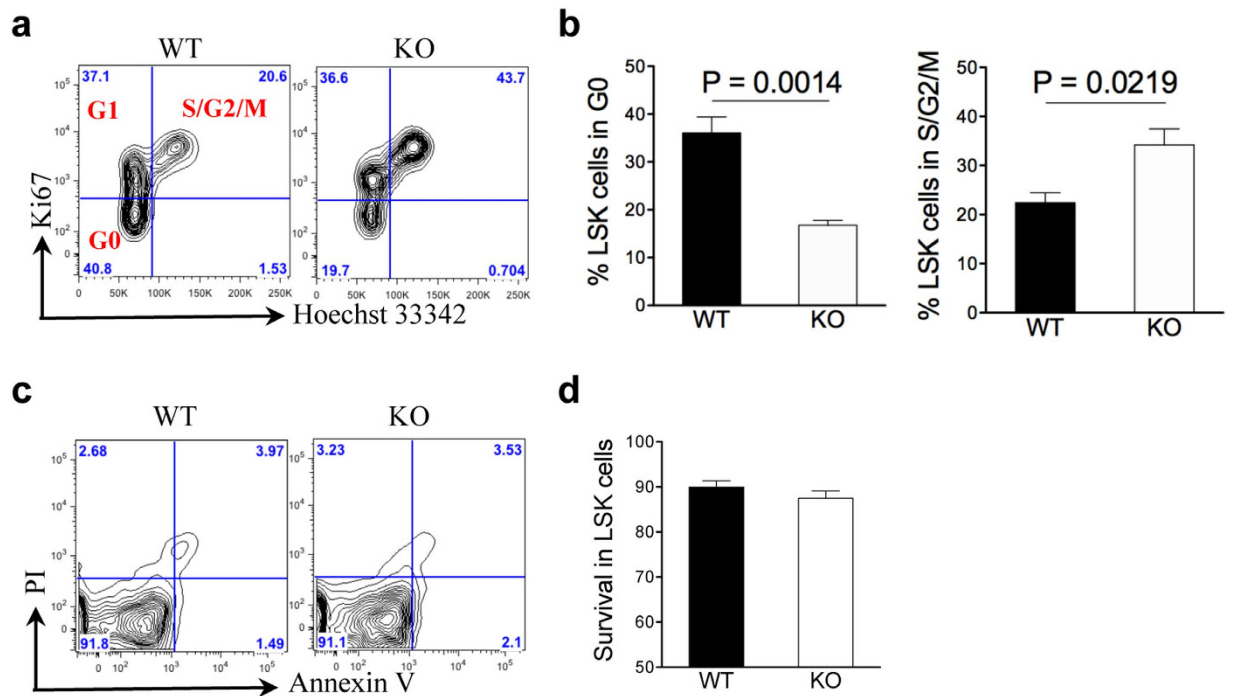 a
WT
KO
37.1
20.6
36.6
43.7
G1
S/G2/M
G0
40.8
1.53
19.7
0.704
10⁵
10⁴
10³
10²
0
10⁵
10⁴
10³
10²
0
0
50K
100K
150K
200K
250K
0
50K
100K
150K
200K
250K
Ki67
Hoechst 33342
b
P = 0.0014
% LSK cells in G0
50
40
30
20
10
0
WT
KO
P = 0.0219
% LSK cells in S/G2/M
50
40
30
20
10
0
WT
KO
c
WT
KO
2.68
3.97
3.23
3.53
91.8
1.49
91.1
2.1
10⁵
10⁴
10³
10²
0
10⁵
10⁴
10³
10²
0
0
10²
10³
10⁴
10⁵
0
10²
10³
10⁴
10⁵
PI
Annexin V
d
Survival in LSK cells
100
90
80
70
60
50
WT
KO